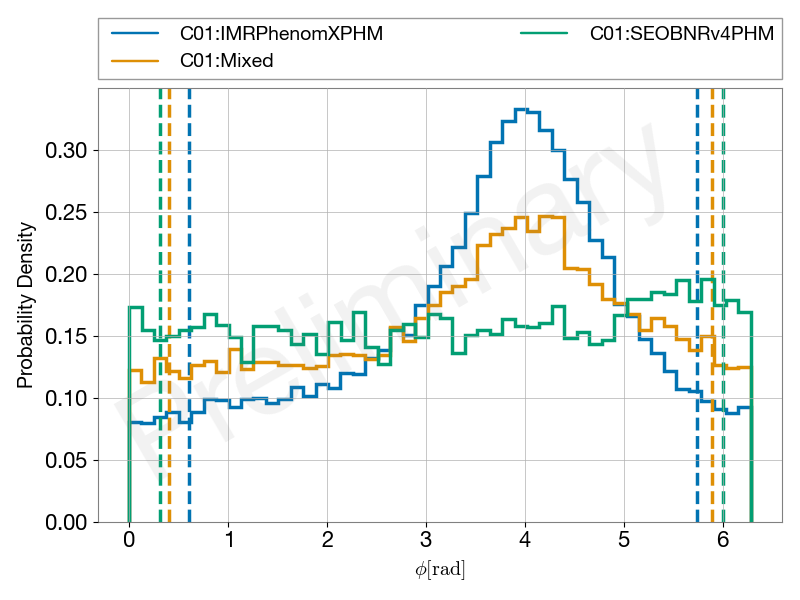 C01:IMRPhenomXPHM
C01:SEOBNRv4PHM
C01:Mixed
Preliminary
Probability Density
0.30
0.25
0.20
0.15
0.10
0.05
0.00
0 1 2 3 4 5 6
ϕ[rad]